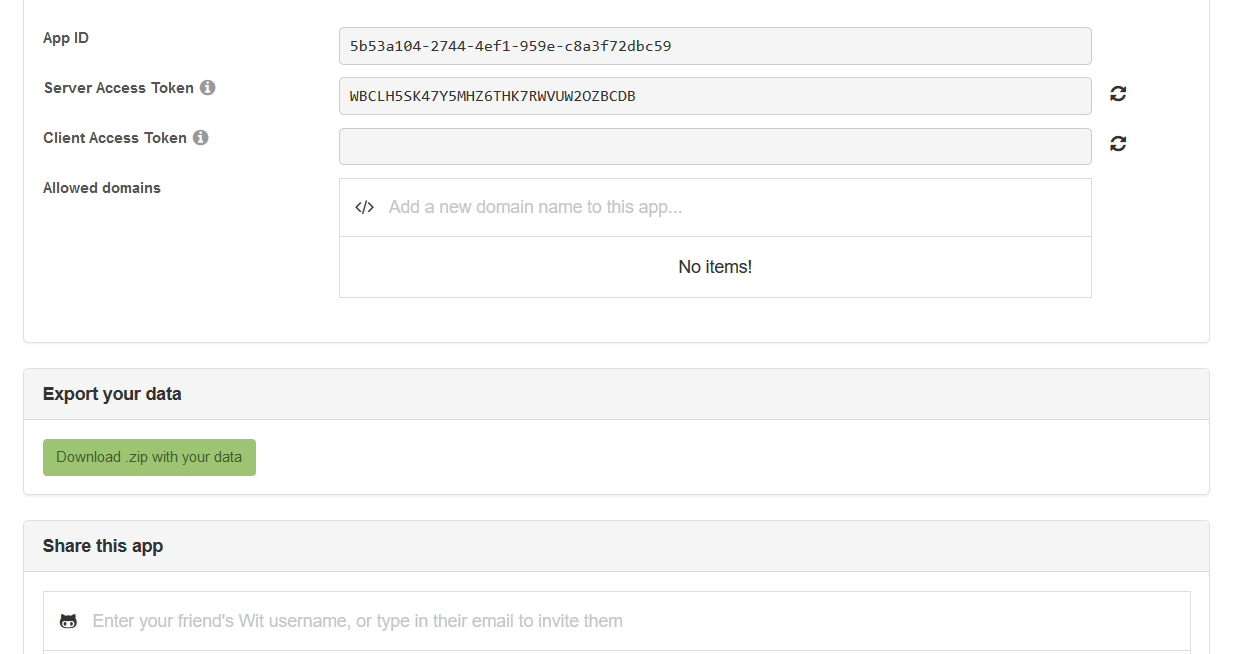 App ID
5b53a104-2744-4ef1-959e-c8a3f72dbc59
Server Access Token
WBCLH5SK47Y5MHZ6THK7RWVUW2OZBCDB
Client Access Token
Allowed domains
</> Add a new domain name to this app...
No items!
Export your data
Download .zip with your data
Share this app
Enter your friend's Wit username, or type in their email to invite them